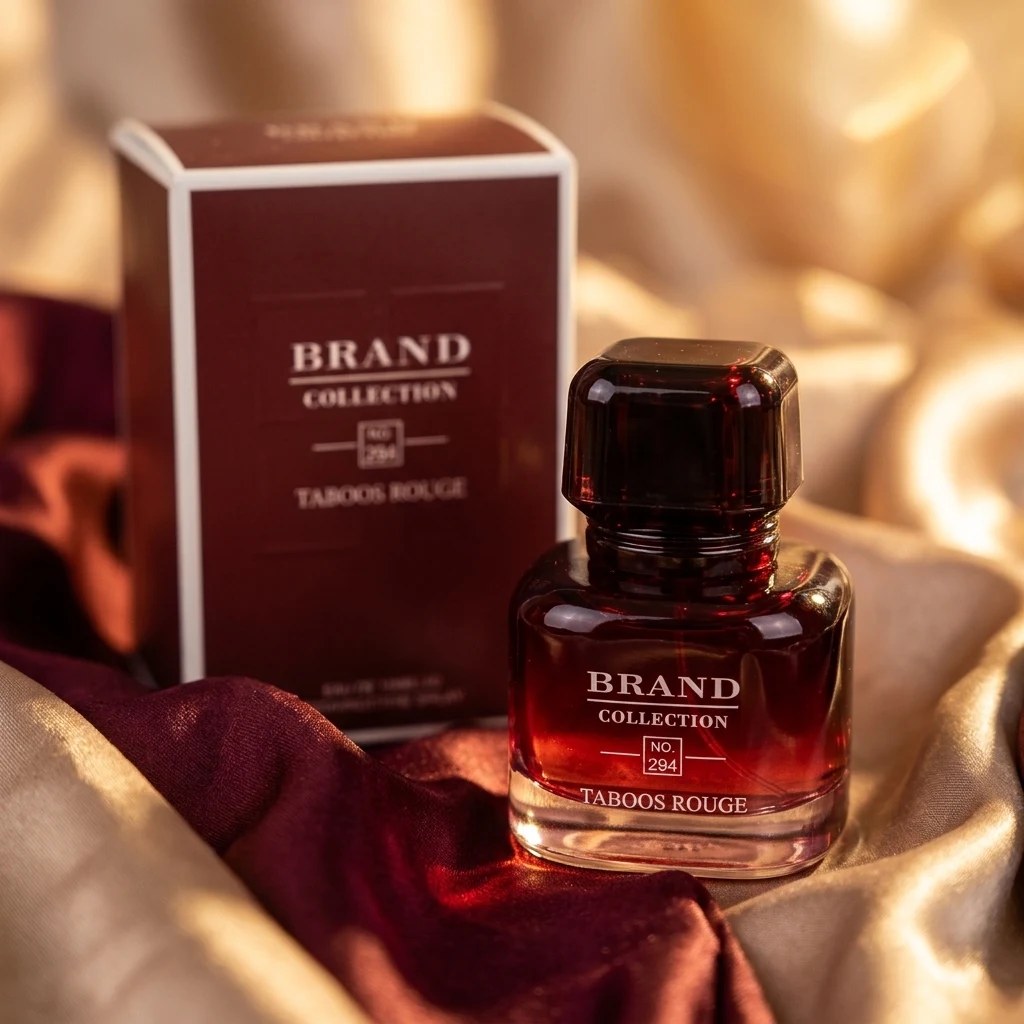 BRAND
COLLECTION
NO.
294
TABOOS ROUGE
BRAND
COLLECTION
NO.
294
TABOOS ROUGE